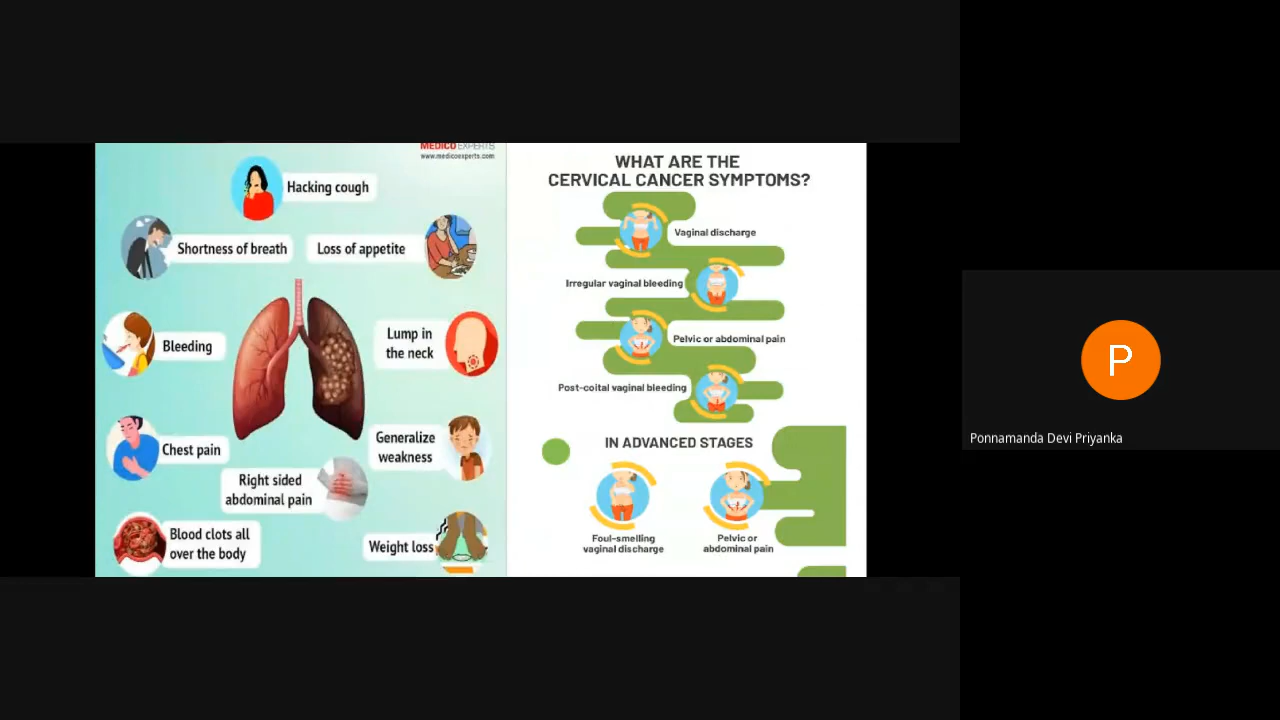 MEDICO EXPERTS
www.medicoexperts.com
Hacking cough
Shortness of breath
Loss of appetite
Bleeding
Lump in
the neck
Chest pain
Generalize
weakness
Right sided
abdominal pain
Blood clots all
over the body
Weight loss
WHAT ARE THE
CERVICAL CANCER SYMPTOMS?
Vaginal discharge
Irregular vaginal bleeding
Pelvic or abdominal pain
Post-coital vaginal bleeding
IN ADVANCED STAGES
Foul-smelling
vaginal discharge
Pelvic or
abdominal pain
P
Ponnamanda Devi Priyanka